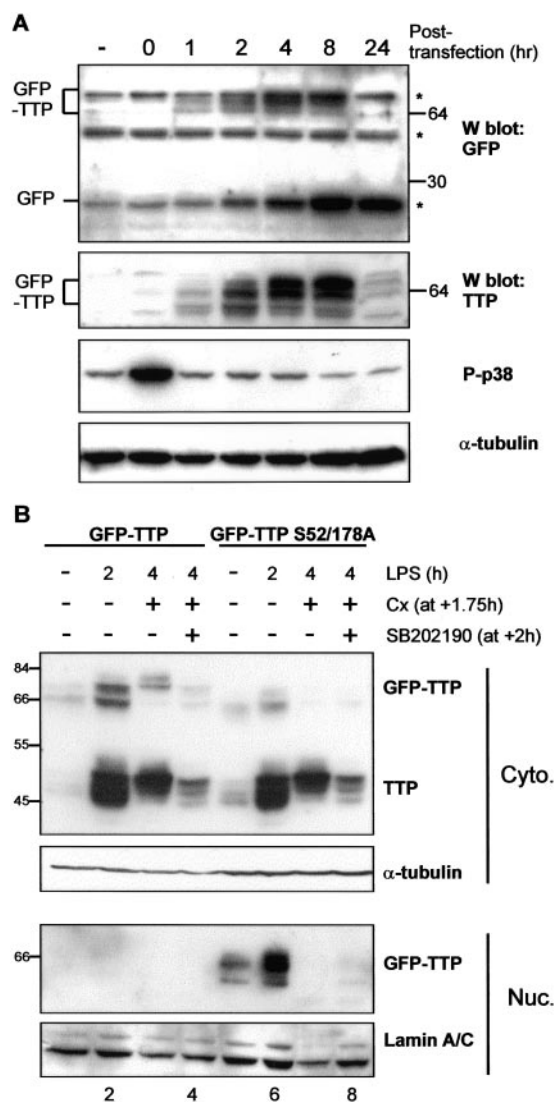 A
- 0 1 2 4 8 24 Post-
transfection (hr)
GFP
-TTP
*
64
*
W blot:
GFP
30
GFP
*
GFP
-TTP
64
W blot:
TTP
P-p38
α-tubulin
B
GFP-TTP GFP-TTP S52/178A
- 2 4 4 - 2 4 4 LPS (h)
- - + + - - + + Cx (at +1.75h)
- - - + - - - + SB202190 (at +2h)
84
66
GFP-TTP
55
TTP
45
Cyto.
α-tubulin
66
GFP-TTP
Nuc.
Lamin A/C
2 4 6 8